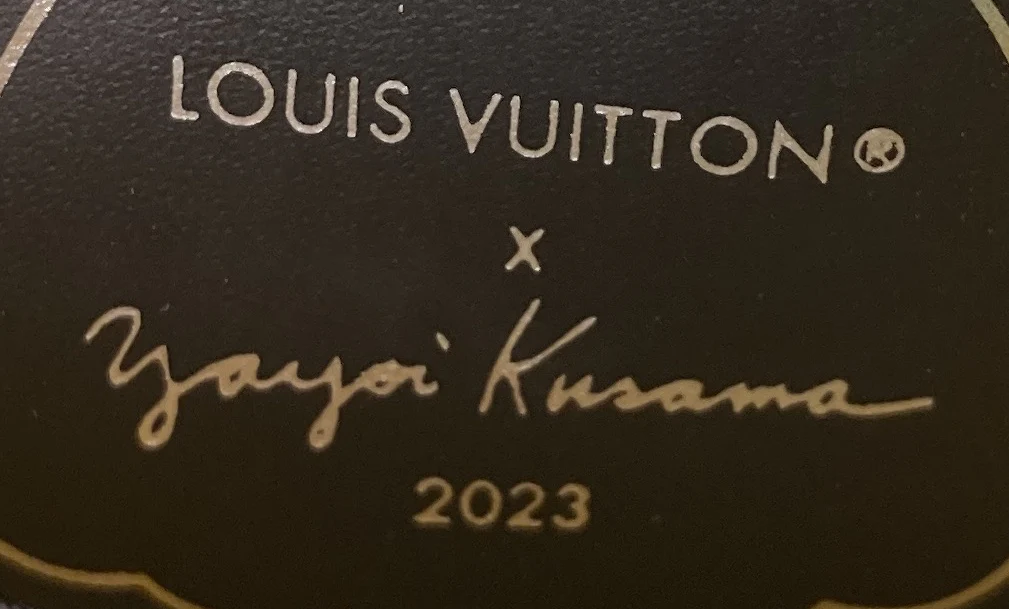 LOUIS VUITTON®
x
Yayoi Kusama
2023